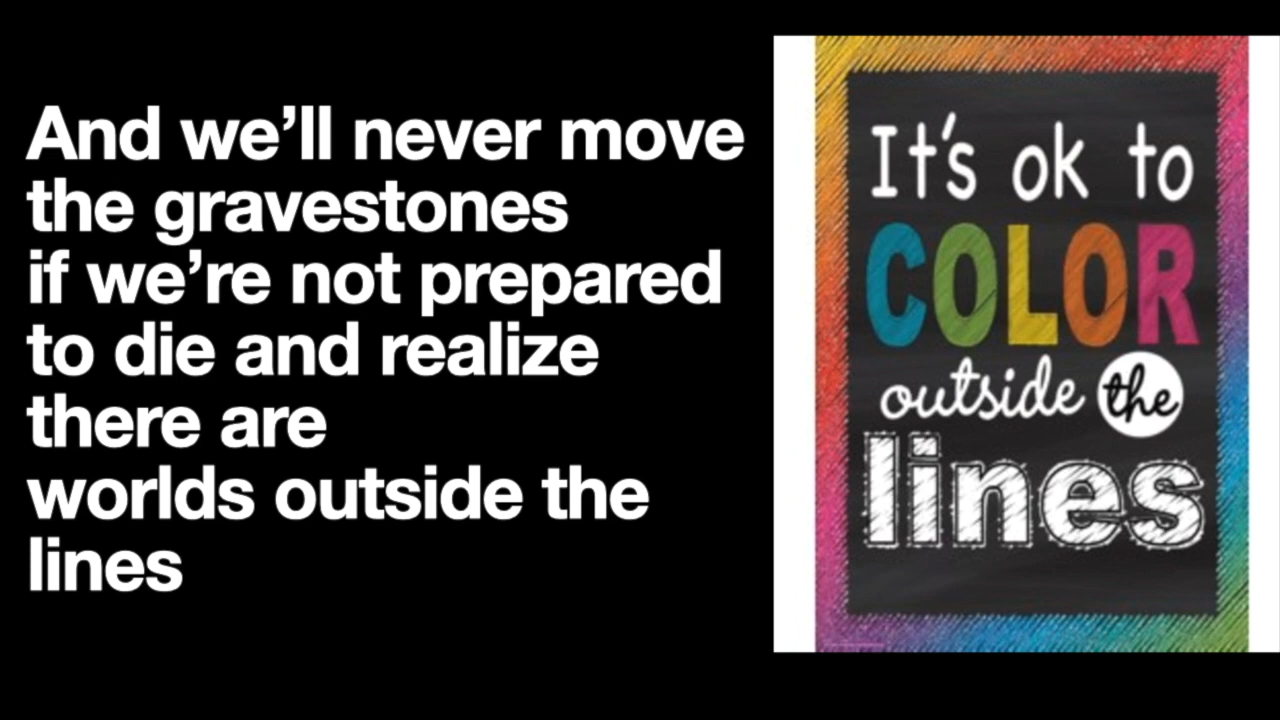 And we’ll never move
the gravestones
if we’re not prepared
to die and realize
there are
worlds outside the
lines
It's ok to
COLOR
outside the
lines